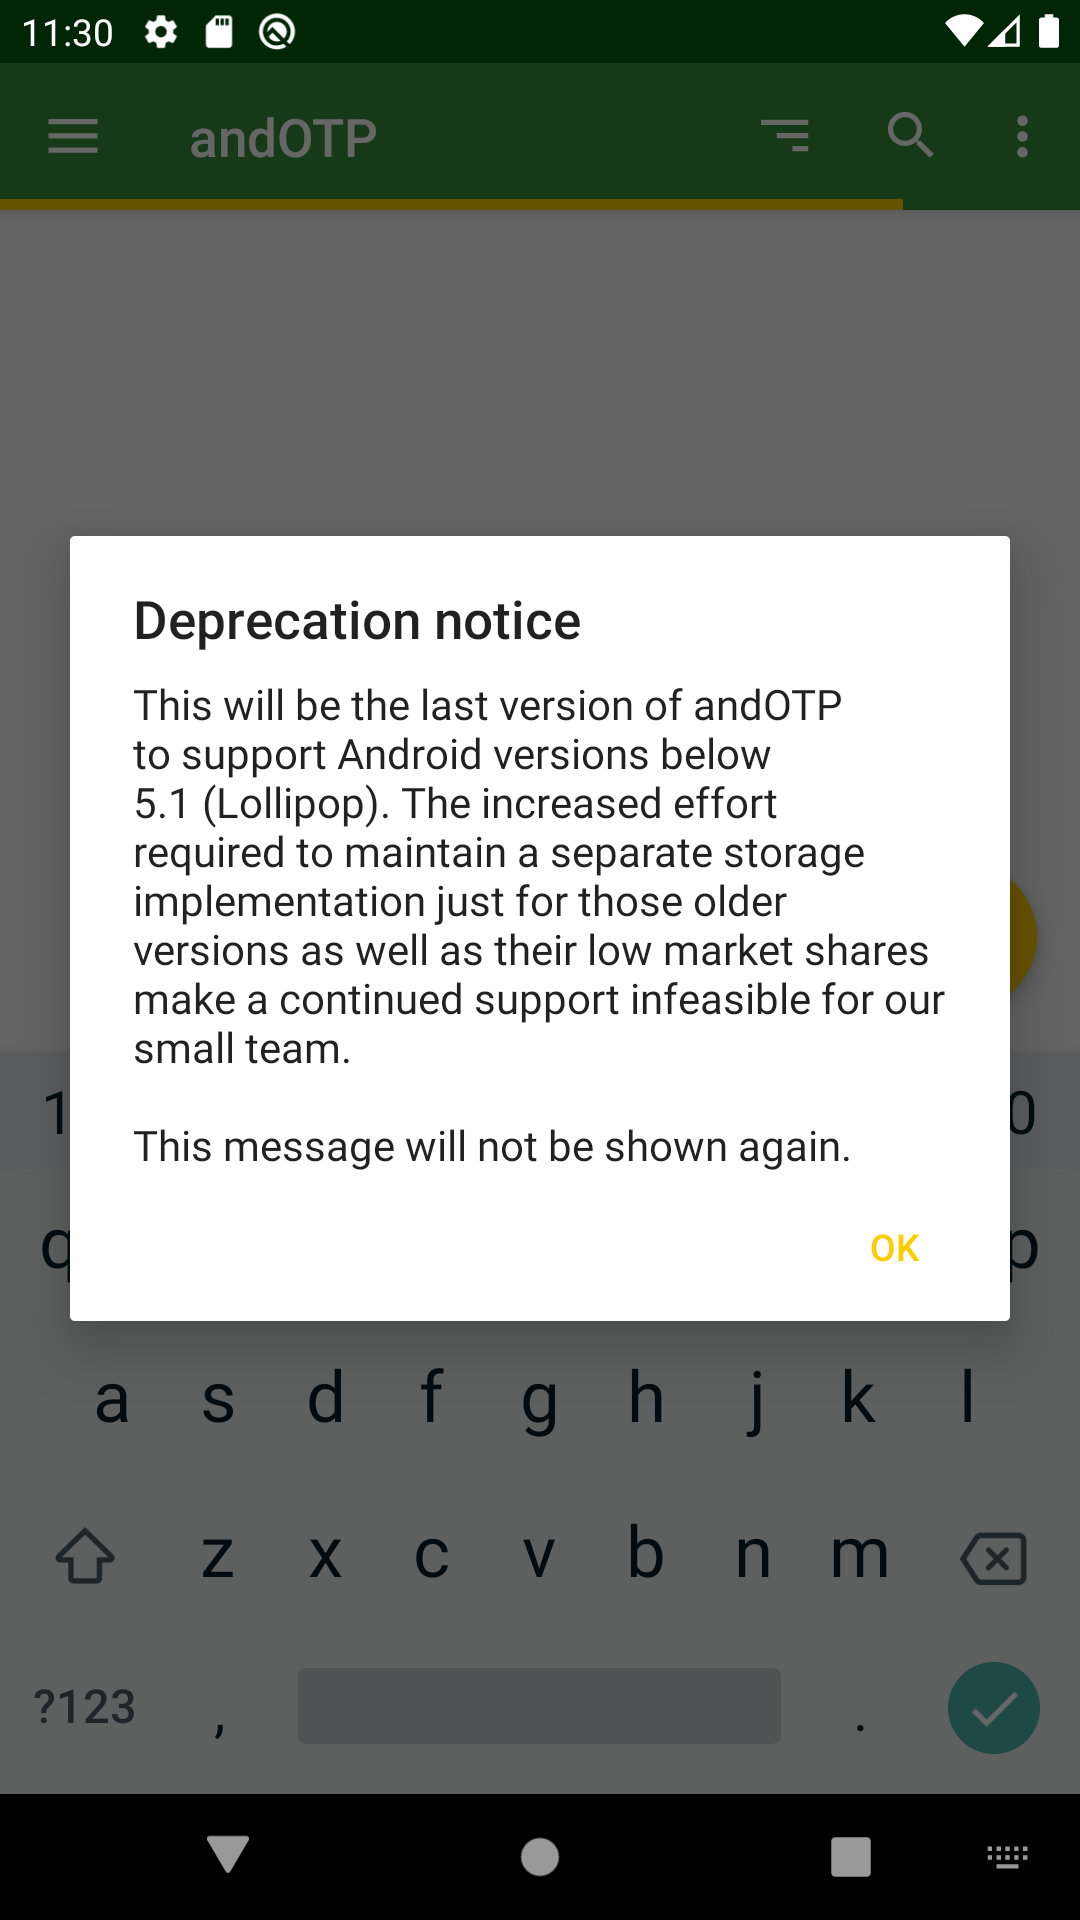 11:30
andOTP
Deprecation notice
This will be the last version of andOTP
to support Android versions below
5.1 (Lollipop). The increased effort
required to maintain a separate storage
implementation just for those older
versions as well as their low market shares
make a continued support infeasible for our
small team.
This message will not be shown again.
OK
1 0
q p
a s d f g h j k l
z x c v b n m
?123 , .